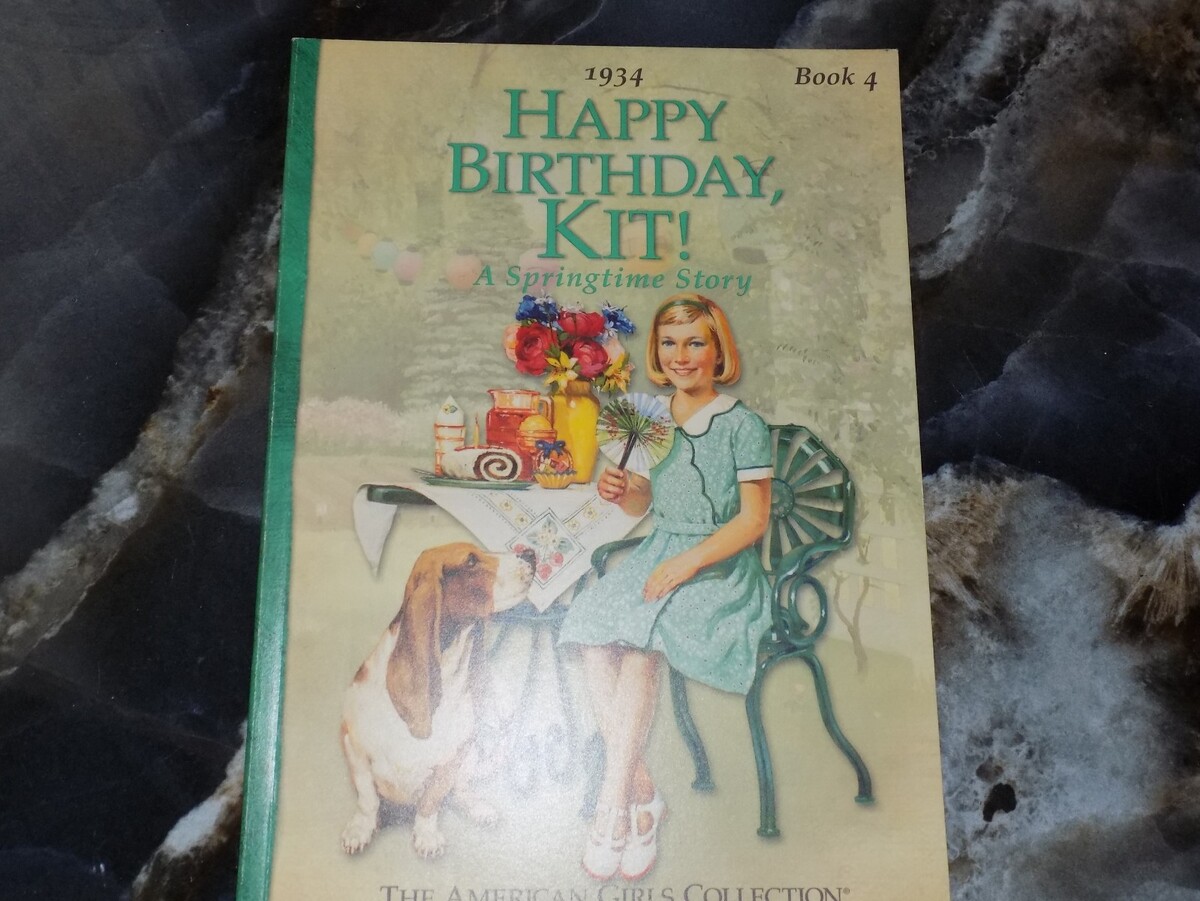 1934 Book 4
HAPPY
BIRTHDAY,
KIT!
A Springtime Story
THE AMERICAN GIRLS COLLECTION®